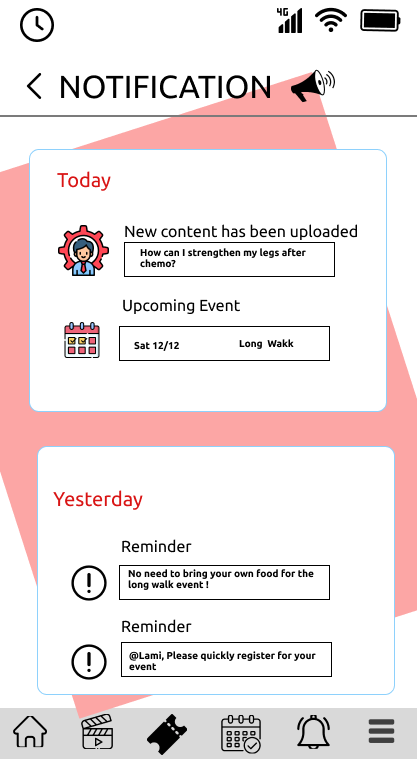 4G
NOTIFICATION
Today
New content has been uploaded
How can I strengthen my legs after
chemo?
Upcoming Event
Sat 12/12 Long Wakk
Yesterday
Reminder
No need to bring your own food for the
long walk event !
Reminder
@Lami, Please quickly register for your
event